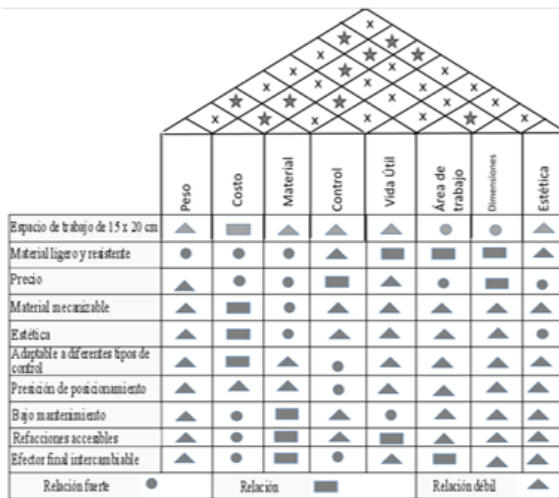 Peso
Costo
Material
Control
Vida Útil
Área de
trabajo
Dimensiones
Estética
Espacio de trabajo de 15 x 20 cm
Material ligero y resistente
Precio
Material mecanizable
Estética
Adaptable a diferentes tipos de
control
Presición de posicionamiento
Bajo mantenimiento
Refacciones accesibles
Efector final intercambiable
Relación fuerte
Relación
Relación débil